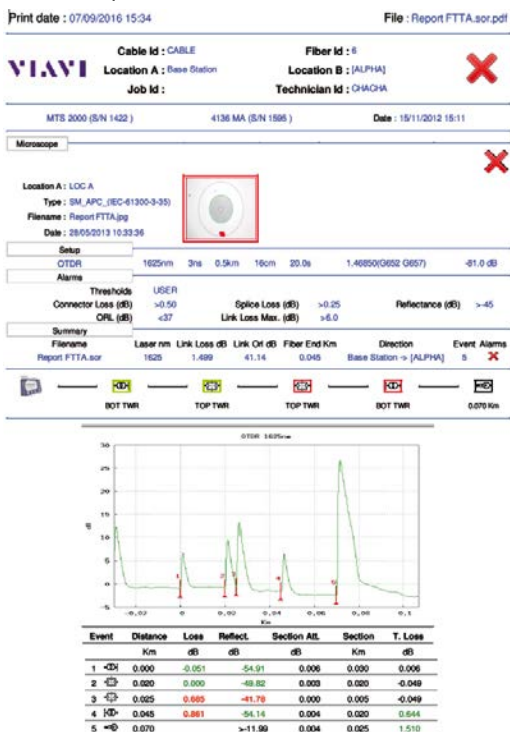 Print date : 07/09/2016 15:34 File : Report FTTA.sor.pdf
Cable Id : CABLE Fiber Id : 6
VIAVI Location A : Base Station Location B : [ALPHA]
Job Id : Technician Id : CHACHA
MTS 2000 (S/N 1422 ) 4136 MA (S/N 1595 ) Date : 15/11/2012 15:11
Microscope
Location A : LOC A
Type : SM_APC_(IEC-61300-3-35)
Filename : Report FTTA.jpg
Date : 28/05/2013 10:33:36
Setup
OTDR 1625nm 3ns 0.5km 16cm 20.0s 1.46850(G652 G657) -81.0 dB
Alarms
Thresholds USER
Connector Loss (dB) >0.50 Splice Loss (dB) >0.25 Reflectance (dB) >-45
ORL (dB) <37 Link Loss Max. (dB) >6.0
Summary
Filename Laser nm Link Loss dB Link Orl dB Fiber End Km Direction Event Alarms
Report FTTA.sor 1625 1.499 41.14 0.045 Base Station -> [ALPHA] 5
BOT TWR TOP TWR TOP TWR BOT TWR 0.070 Km
OTDR 1625nm
30
25
20
15
dB 10
5
0
-5
1 2 3 4 5
-0.02 0 0.02 0.04 0.06 0.08 0.1
Km
Event Distance Loss Reflect. Section Att. Section T. Loss
Km dB dB dB Km dB
1 0.000 -0.051 -54.91 0.006 0.030 0.006
2 0.020 0.000 -49.82 0.003 0.020 -0.049
3 0.025 0.685 -41.78 0.000 0.005 -0.049
4 0.045 0.861 -54.14 0.004 0.020 0.644
5 0.070 >-11.99 0.004 0.025 1.510